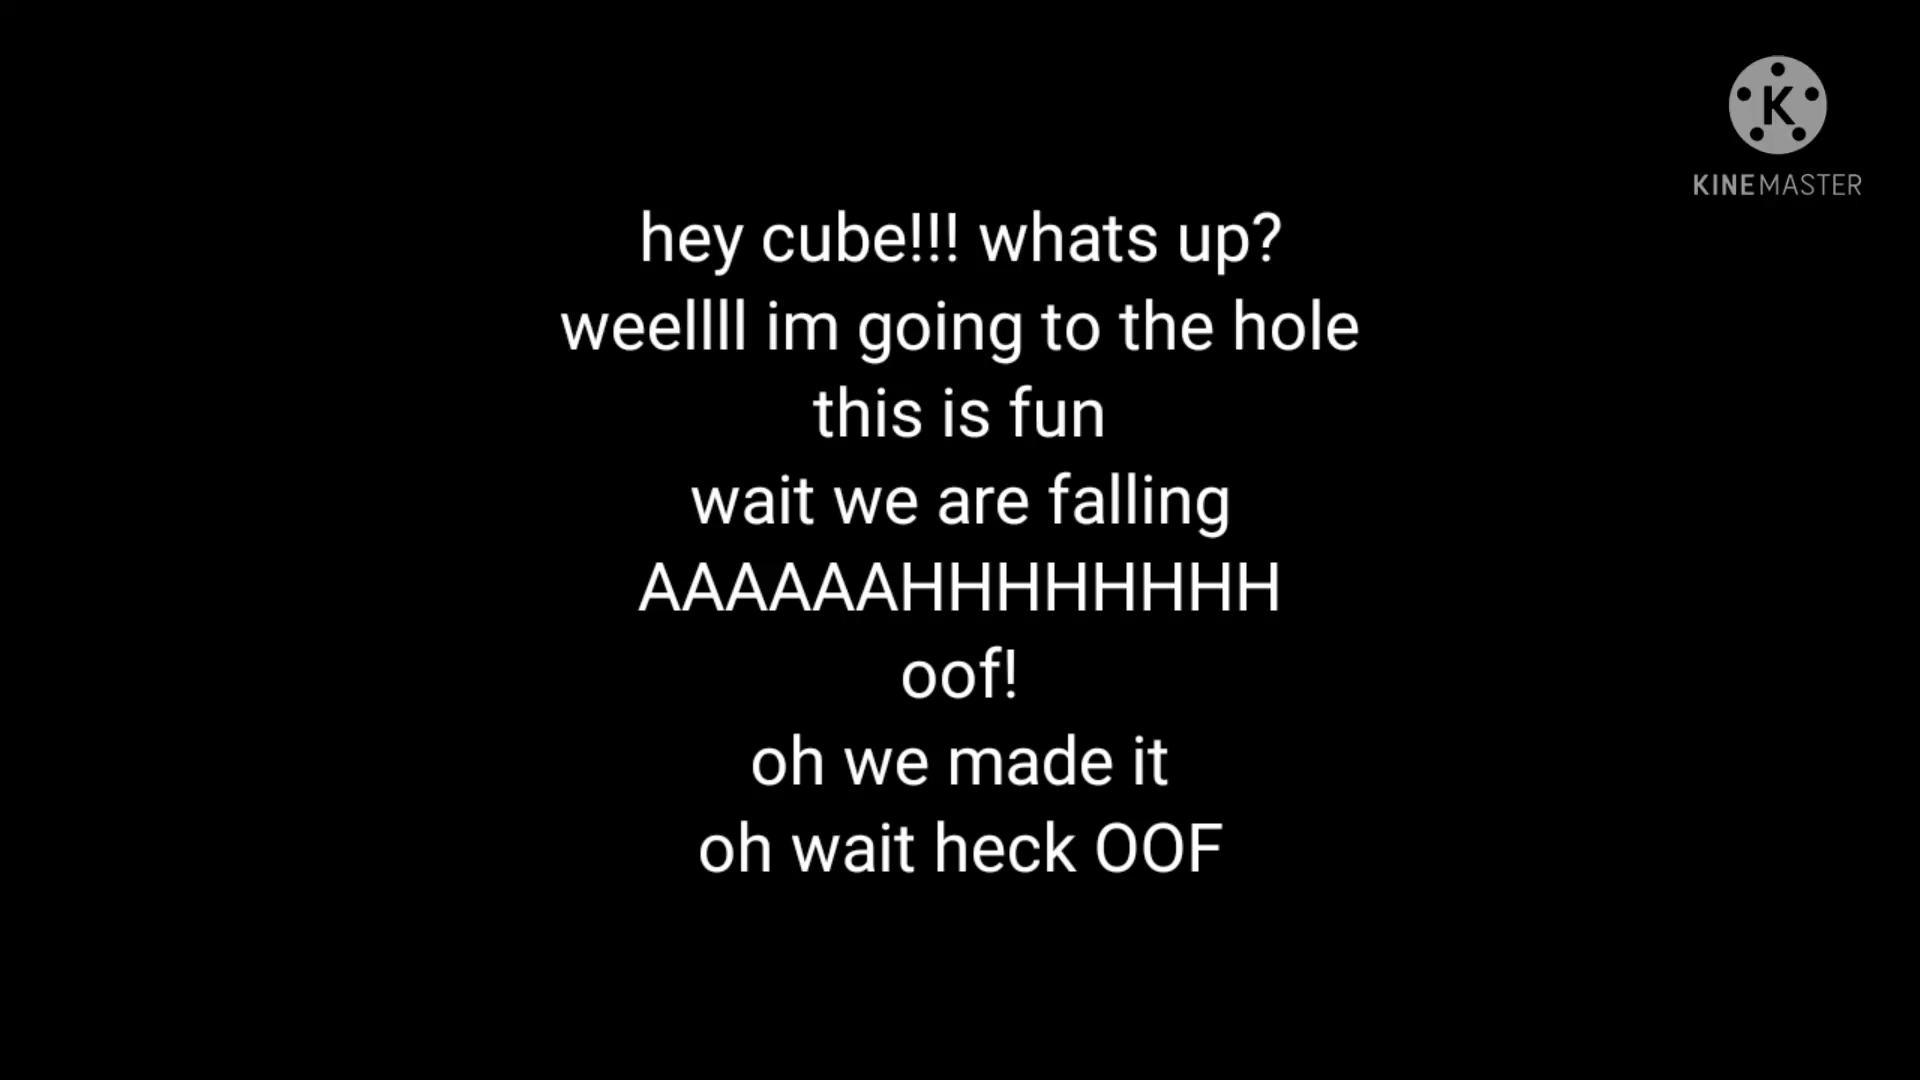 K
KINEMASTER
hey cube!!! whats up?
weellll im going to the hole
this is fun
wait we are falling
AAAAAAHHHHHHHH
oof!
oh we made it
oh wait heck OOF